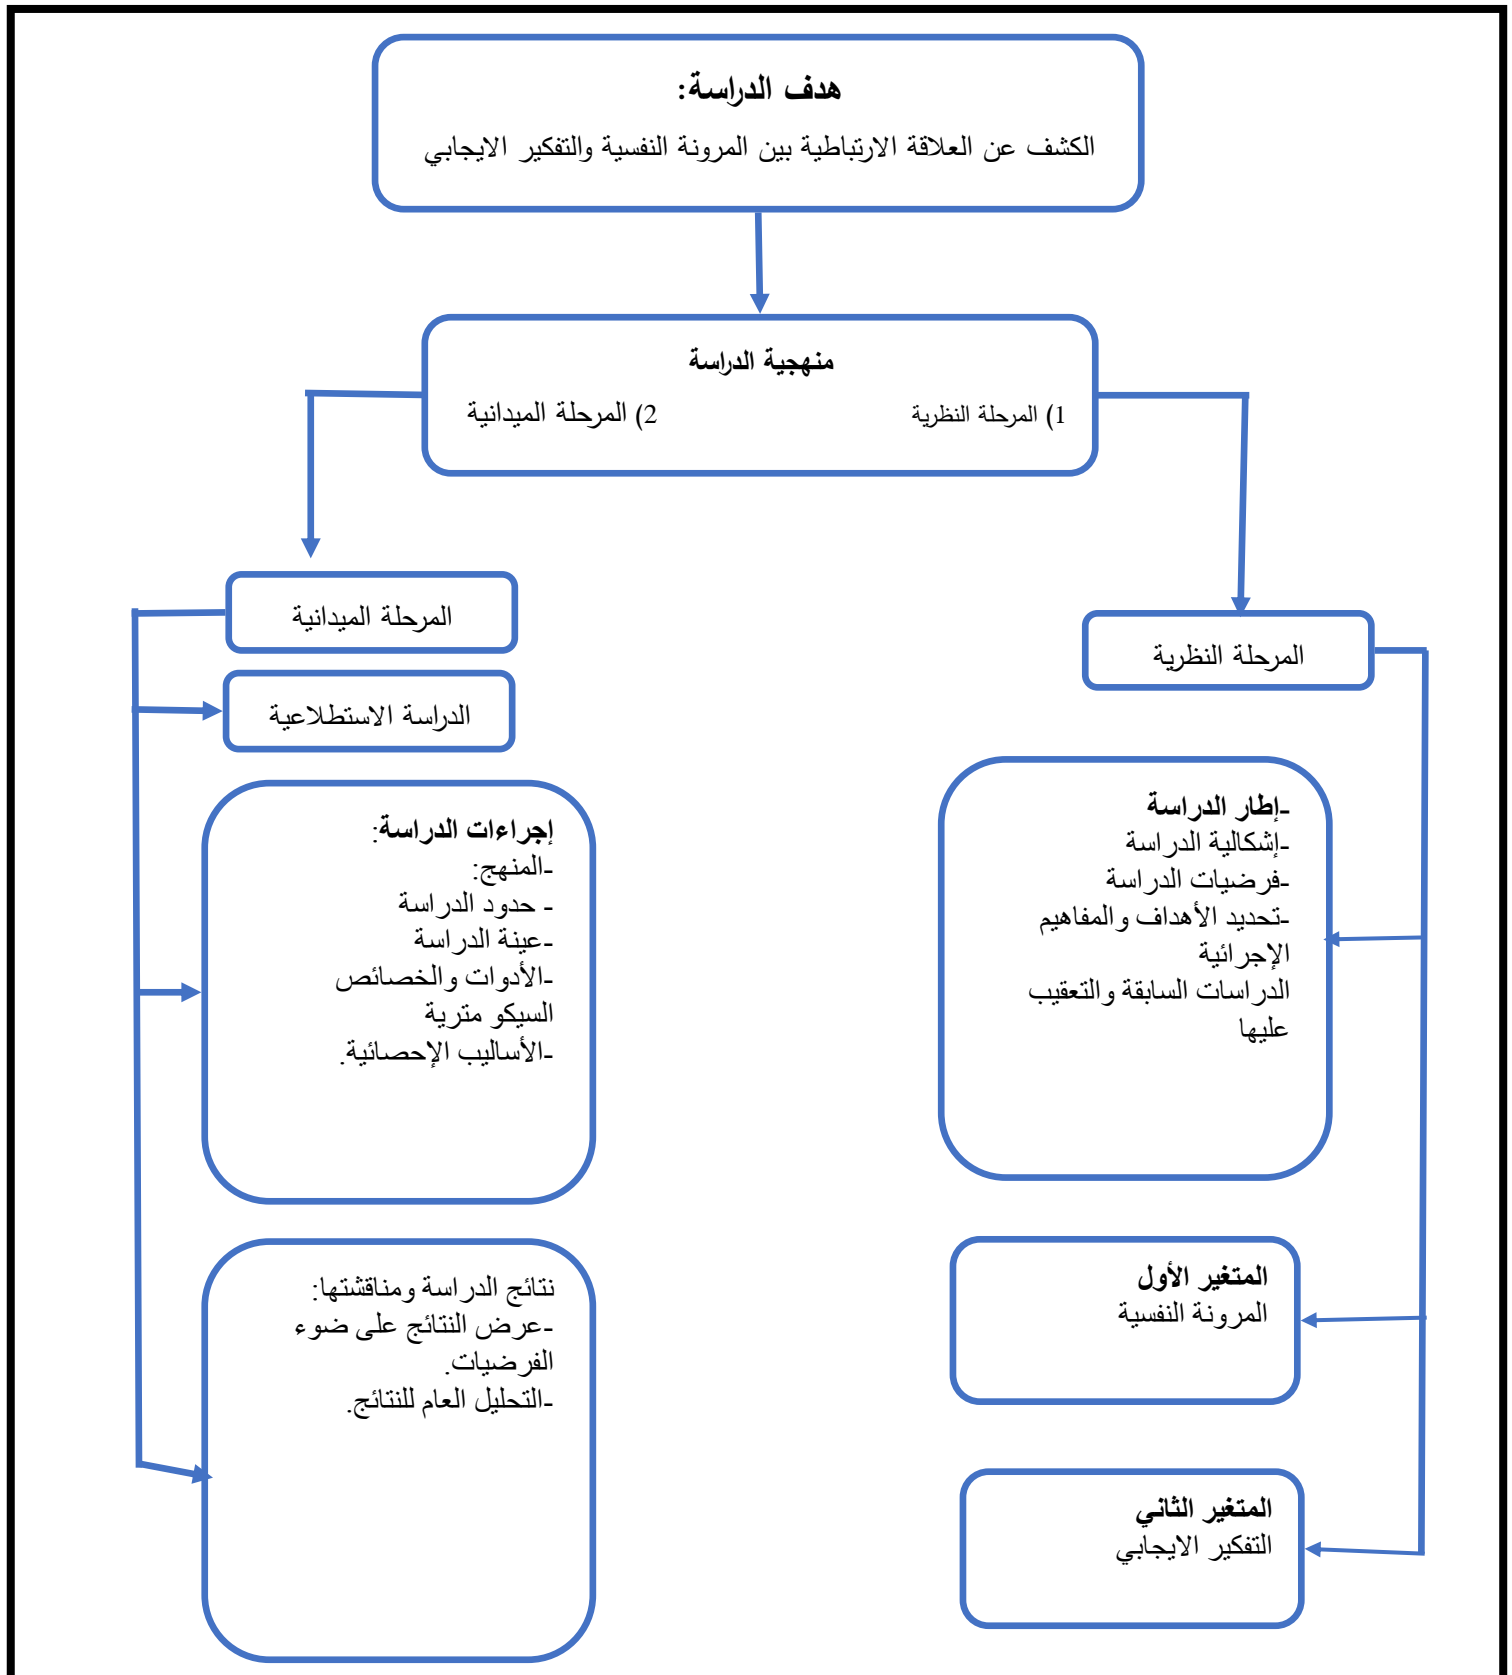 هدف الدراسة:
الكشف عن العلاقة الارتباطية بين المرونة النفسية والتفكير الايجابي
منهجية الدراسة
1) المرحلة النظرية
2) المرحلة الميدانية
المرحلة النظرية
-إطار الدراسة
-إشكالية الدراسة
-فرضيات الدراسة
-تحديد الأهداف والمفاهيم
الإجرائية
الدراسات السابقة والتعقيب
عليها
المتغير الأول
المرونة النفسية
المتغير الثاني
التفكير الايجابي
المرحلة الميدانية
الدراسة الاستطلاعية
إجراءات الدراسة:
-المنهج:
- حدود الدراسة
-عينة الدراسة
-الأدوات والخصائص
السيكو مترية
-الأساليب الإحصائية.
نتائج الدراسة ومناقشتها:
-عرض النتائج على ضوء
الفرضيات.
-التحليل العام للنتائج.